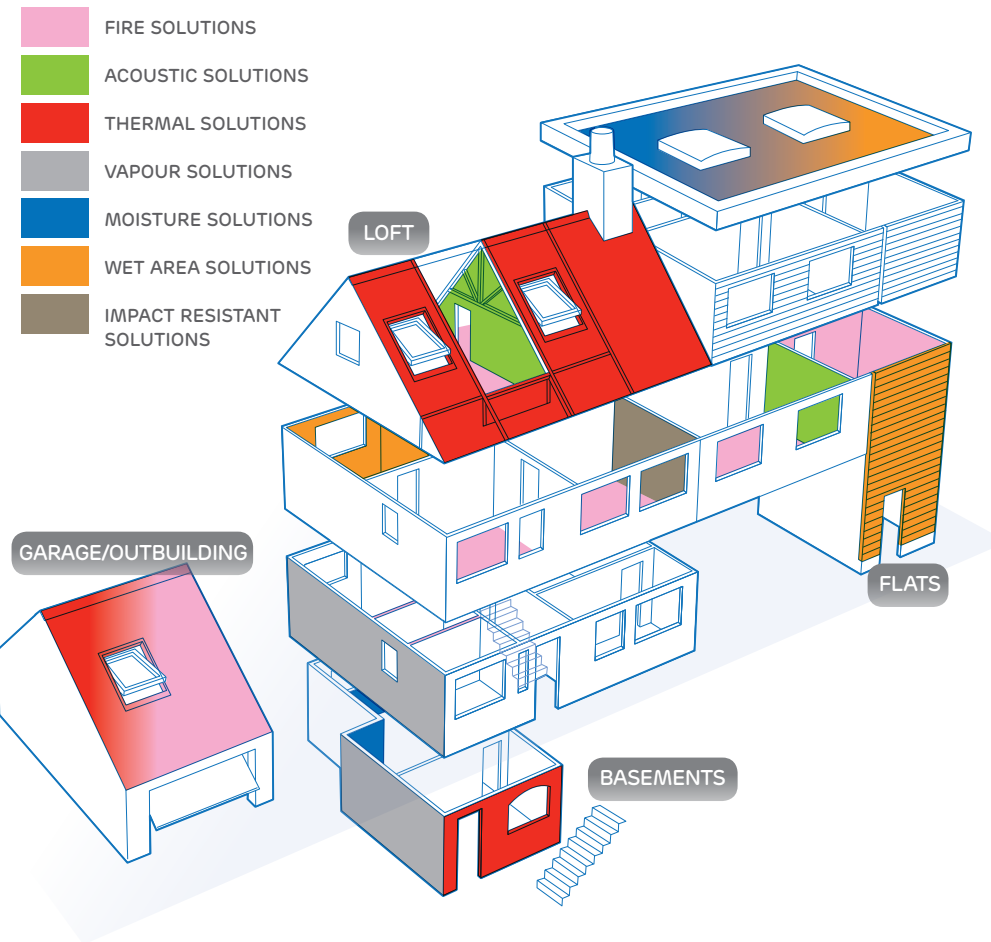 FIRE SOLUTIONS
ACOUSTIC SOLUTIONS
THERMAL SOLUTIONS
VAPOUR SOLUTIONS
MOISTURE SOLUTIONS
WET AREA SOLUTIONS
IMPACT RESISTANT
SOLUTIONS
LOFT
GARAGE/OUTBUILDING
FLATS
BASEMENTS